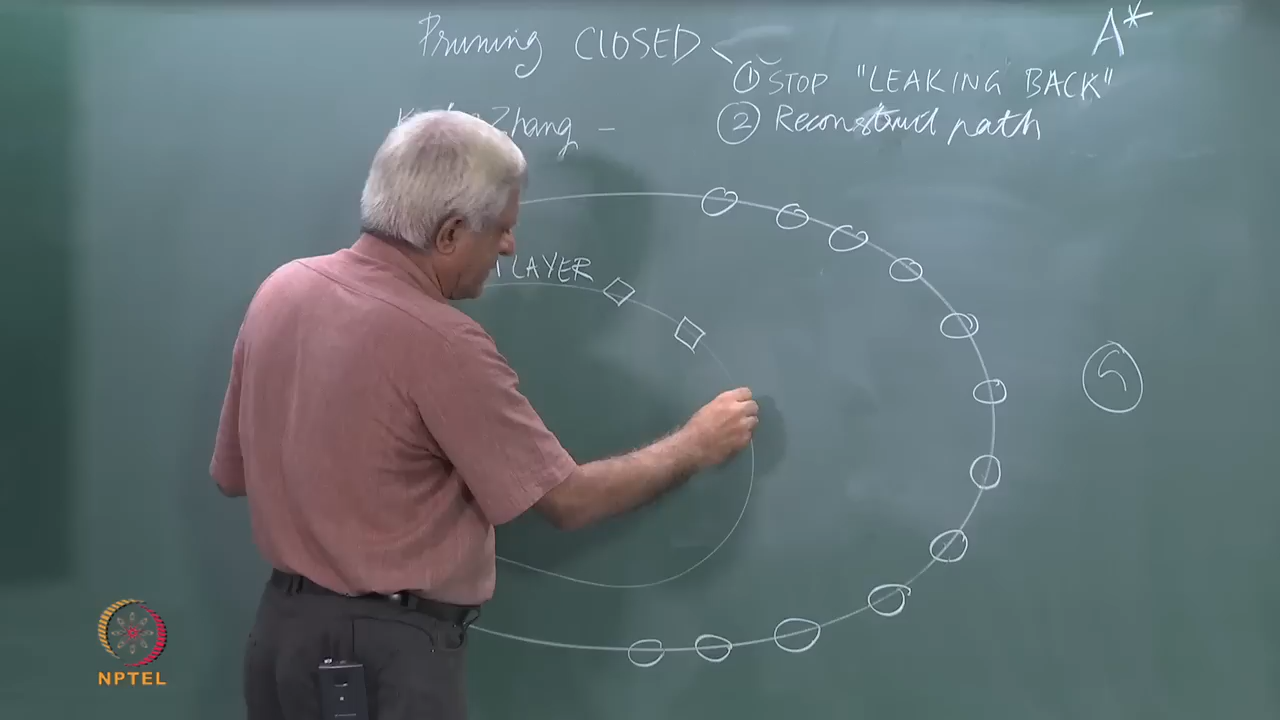 Pruning CLOSED
A*
① STOP "LEAKING BACK"
② Reconstruct path
Zhang -
LAYER
G
NPTEL